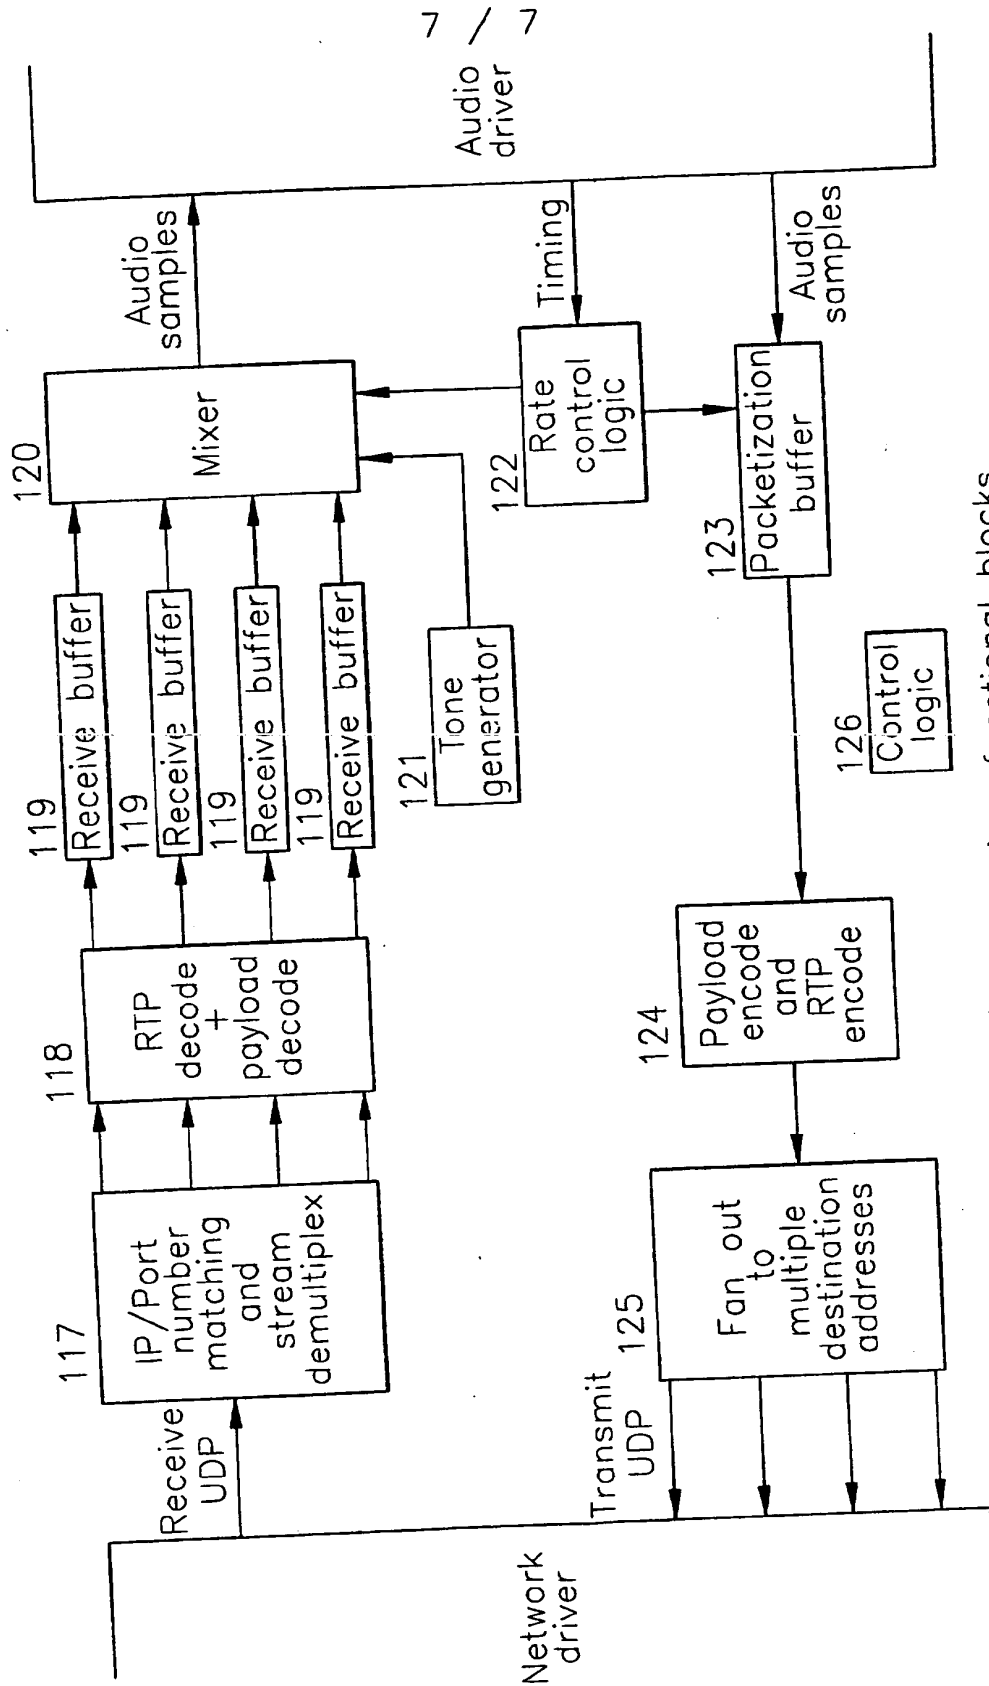 7 / 7
Network
driver
Receive
UDP
117
IP/Port
number
matching
and
stream
demultiplex
118
RTP
decode
+
payload
decode
119
Receive buffer
119
Receive buffer
119
Receive buffer
119
Receive buffer
120
Mixer
Audio
samples
Audio
driver
121
Tone
generator
122
Rate
control
logic
Timing
123
Packetization
buffer
Audio
samples
124
Payload
encode
and
RTP
encode
125
Fan out
to
multiple
destination
addresses
Transmit
UDP
126
Control
logic
functional blocks